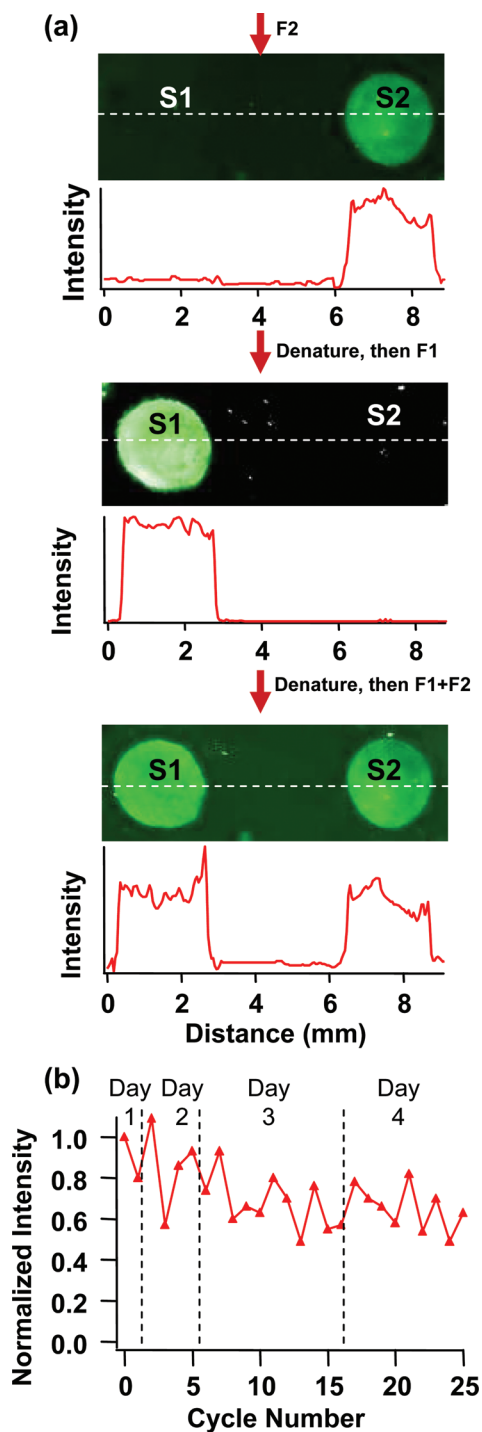 (a)
F2
S1 S2
Intensity
0 2 4 6 8
Denature, then F1
S1 S2
Intensity
0 2 4 6 8
Denature, then F1+F2
S1 S2
Intensity
0 2 4 6 8
Distance (mm)
(b)
Day 1
Day 2
Day 3
Day 4
Normalized Intensity
1.0
0.8
0.6
0.4
0.2
0.0
0 5 10 15 20 25
Cycle Number